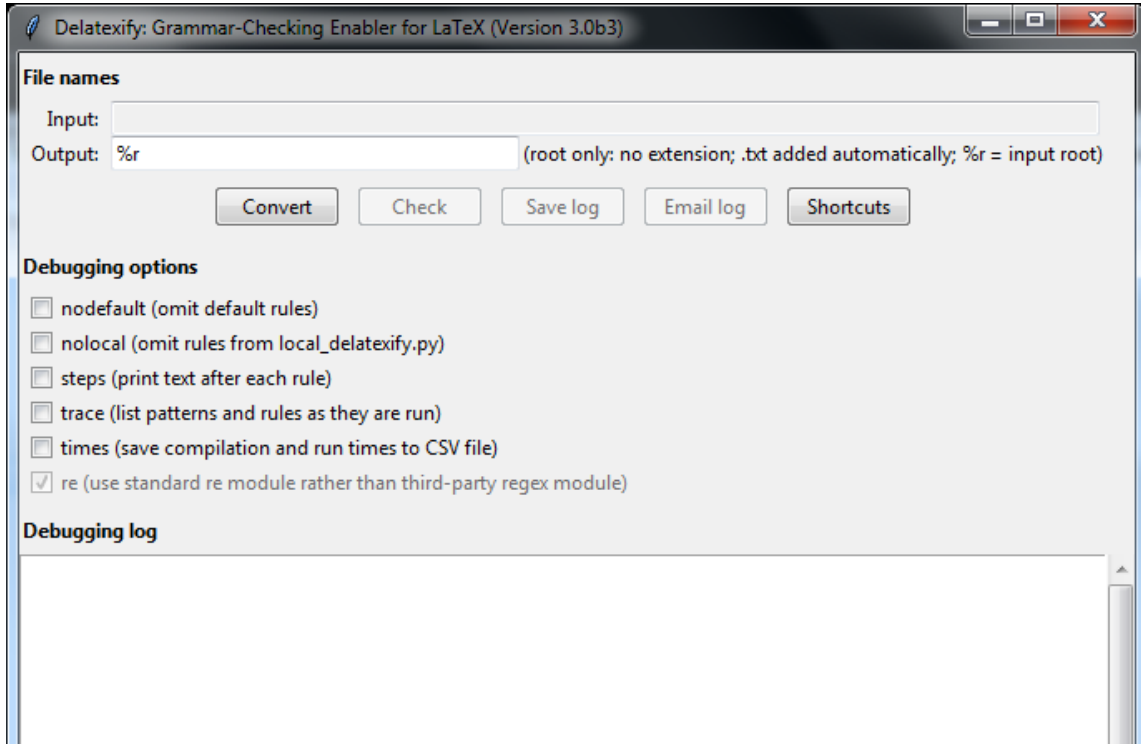 Delatexify: Grammar-Checking Enabler for LaTeX (Version 3.0b3)
File names
Input:
Output: %r (root only: no extension; .txt added automatically; %r = input root)
Convert Check Save log Email log Shortcuts
Debugging options
nodefault (omit default rules)
nolocal (omit rules from local_delatexify.py)
steps (print text after each rule)
trace (list patterns and rules as they are run)
times (save compilation and run times to CSV file)
re (use standard re module rather than third-party regex module)
Debugging log